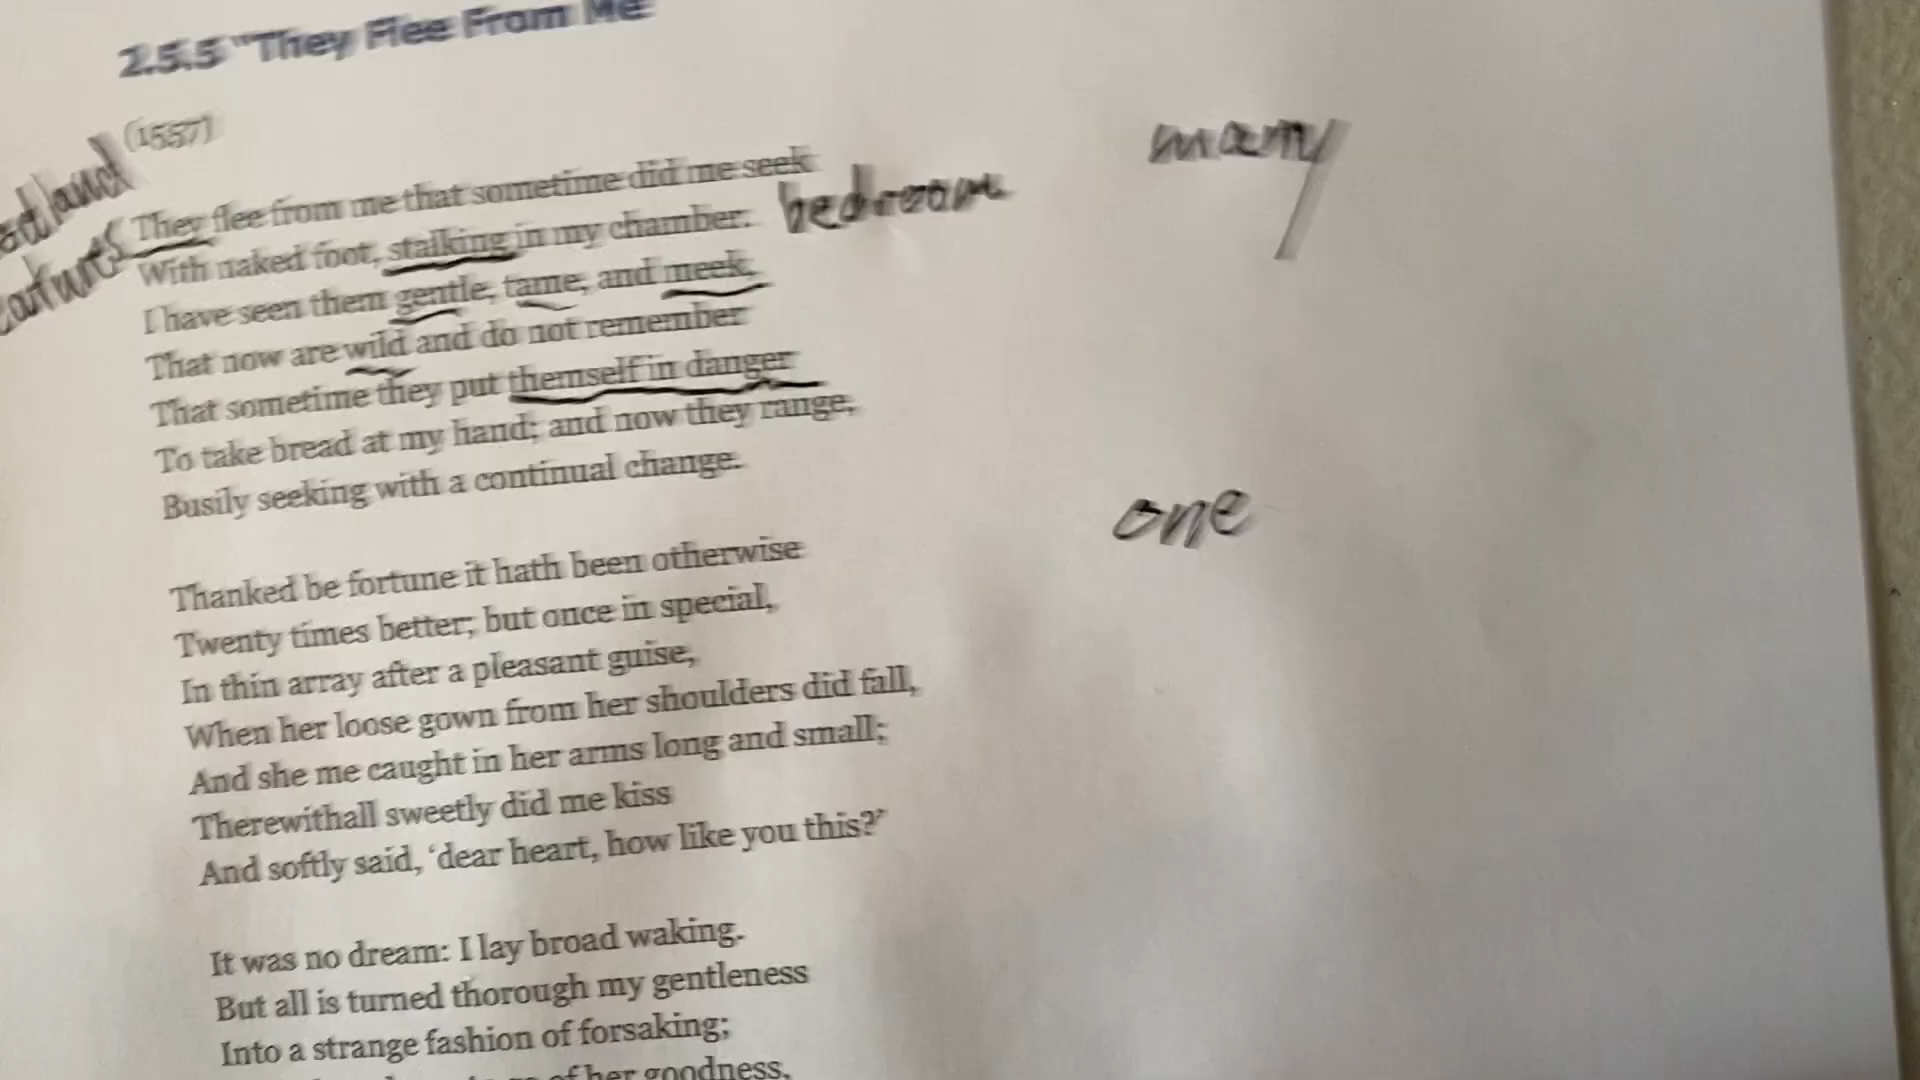 2.5.5 "They Flee From Me
(1557)
They flee from me that sometime did me seek
With naked foot, stalking in my chamber. bedroom
many
I have seen them gentle, tame, and meek,
That now are wild and do not remember
That sometime they put themself in danger
To take bread at my hand; and now they range,
Busily seeking with a continual change.
one
Thanked be fortune it hath been otherwise
Twenty times better; but once in special,
In thin array after a pleasant guise,
When her loose gown from her shoulders did fall,
And she me caught in her arms long and small;
Therewithall sweetly did me kiss
And softly said, ‘dear heart, how like you this?’
It was no dream: I lay broad waking.
But all is turned thorough my gentleness
Into a strange fashion of forsaking;
of her goodness,